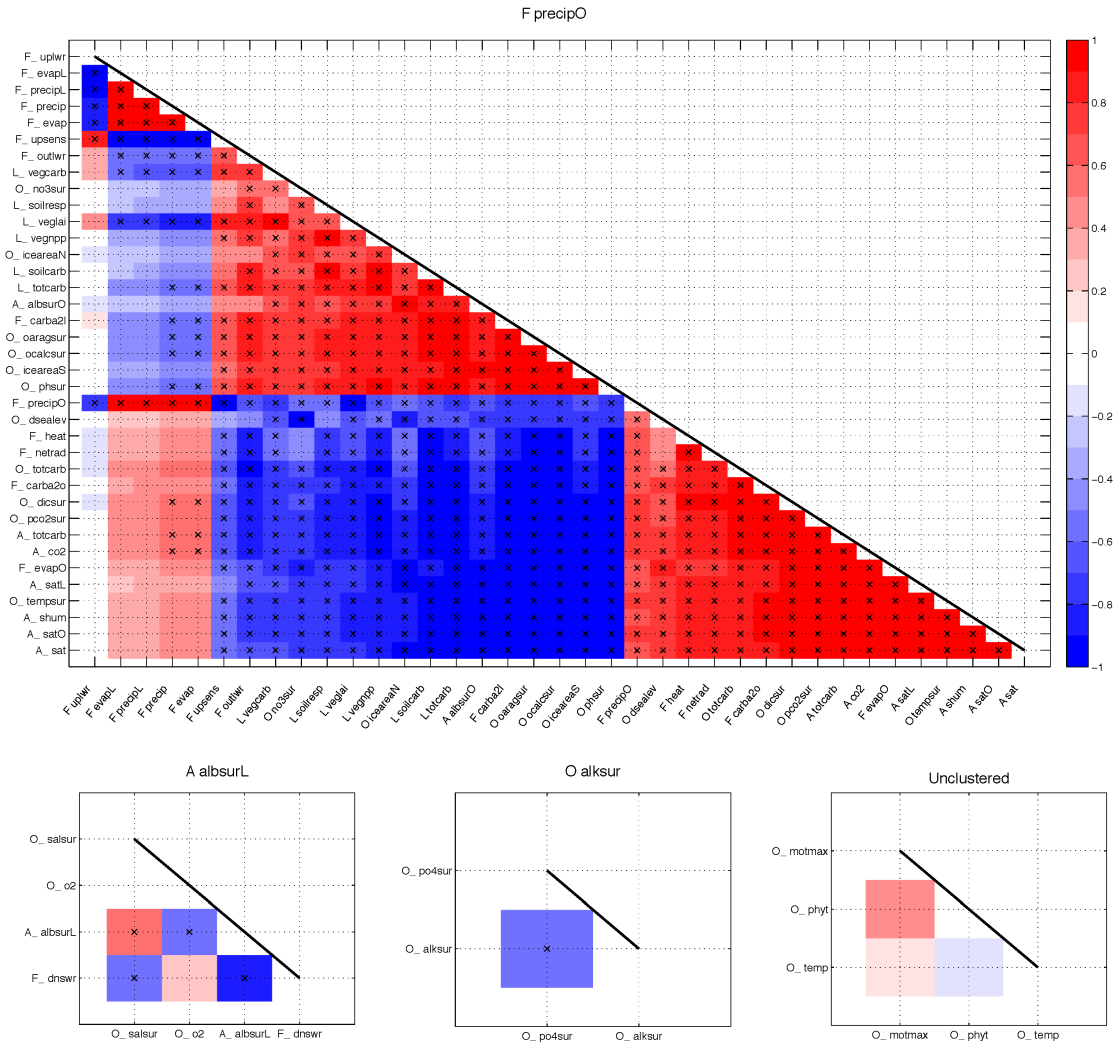 F precipO
F_ uplwr
F_ evapL
F_ precipL
F_ precip
F_ evap
F_ upsens
F_ outlwr
L_ vegcarb
O_ no3sur
L_ soilresp
L_ veglai
L_ vegnpp
O_ iceareaN
L_ soilcarb
L_ totcarb
A_ albsurO
F_ carba2l
O_ oaragsur
O_ ocalcsur
O_ iceareaS
O_ phsur
F_ precipO
O_ dsealev
F_ heat
F_ netrad
O_ totcarb
F_ carba2o
O_ dicsur
O_ pco2sur
A_ totcarb
A_ co2
F_ evapO
A_ satL
O_ tempsur
A_ shum
A_ satO
A_ sat
F uplwr
F evapL
F precipL
F precip
F evap
F upsens
F outlwr
L vegcarb
O no3sur
L soilresp
L veglai
L vegnpp
O iceareaN
L soilcarb
L totcarb
A albsurO
F carba2l
O oaragsur
O ocalcsur
O iceareaS
O phsur
F precipO
O dsealev
F heat
F netrad
O totcarb
F carba2o
O dicsur
O pco2sur
A totcarb
A co2
F evapO
A satL
O tempsur
A shum
A satO
A sat
1
0.8
0.6
0.4
0.2
0
−0.2
−0.4
−0.6
−0.8
−1
A albsurL
O_ salsur
O_ o2
A_ albsurL
F_ dnswr
O_ salsur
O_ o2
A_ albsurL
F_ dnswr
O alksur
O_ po4sur
O_ alksur
O_ po4sur
O_ alksur
Unclustered
O_ motmax
O_ phyt
O_ temp
O_ motmax
O_ phyt
O_ temp